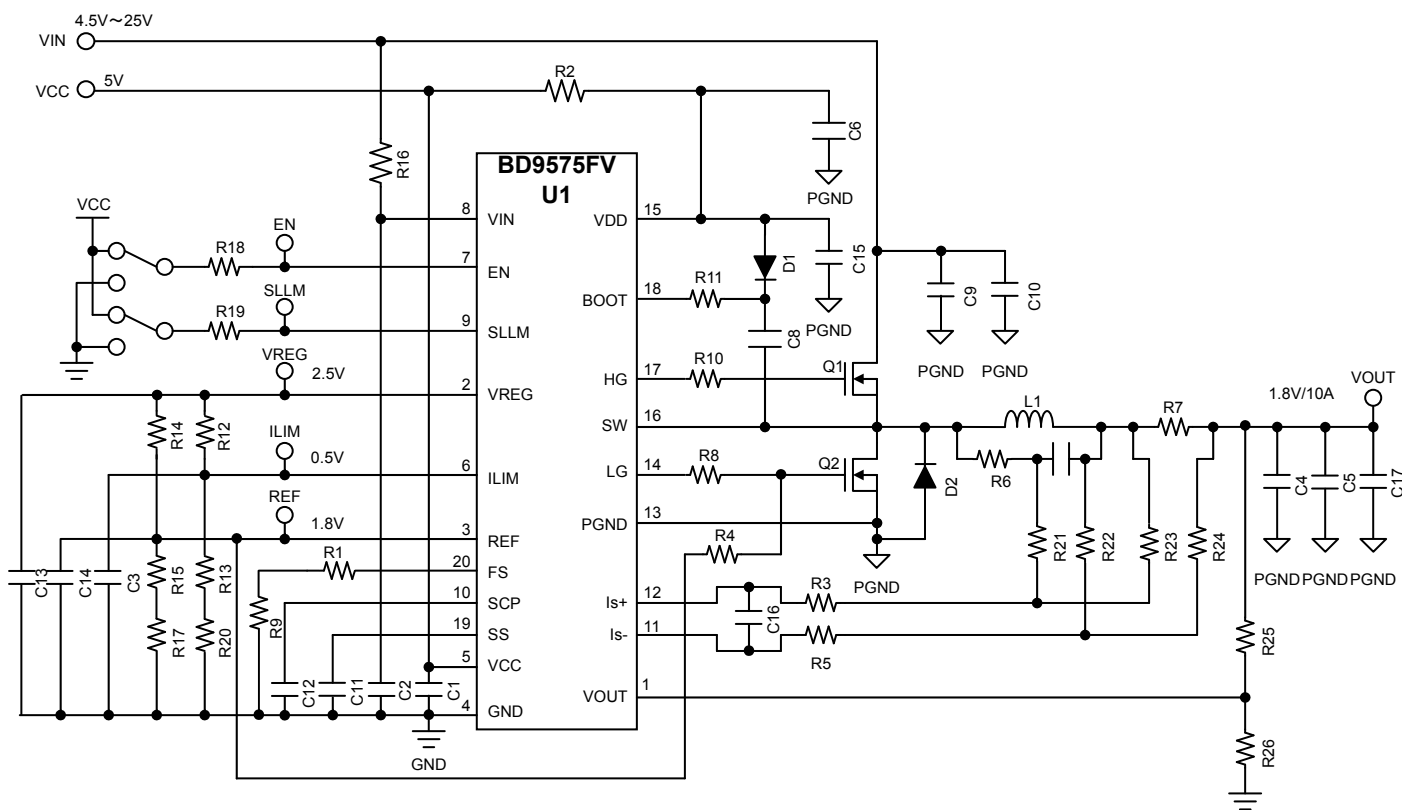 4.5V～25V
VIN
5V
VCC
R2
C6
PGND
R16
BD9575FV
U1
VCC
8
VIN
VDD
15
EN
R18
7
EN
D1
C15
PGND
R11
BOOT
18
SLLM
R19
9
SLLM
C8
C9
C10
PGND
PGND
VREG
2.5V
2
VREG
R10
HG
17
Q1
R14
R12
SW
16
L1
1.8V/10A
VOUT
R7
ILIM
0.5V
6
ILIM
R8
LG
14
Q2
D2
R6
C4
C5
C17
PGND
PGND
PGND
REF
1.8V
3
REF
PGND
13
R4
PGND
R21
R22
R23
R24
R1
20
FS
C13
C14
C3
R15
R13
R9
10
SCP
Is+
12
C16
R3
19
SS
Is-
11
R5
R17
R20
R25
5
VCC
C12
C11
C2
C1
VOUT
1
4
GND
GND
R26